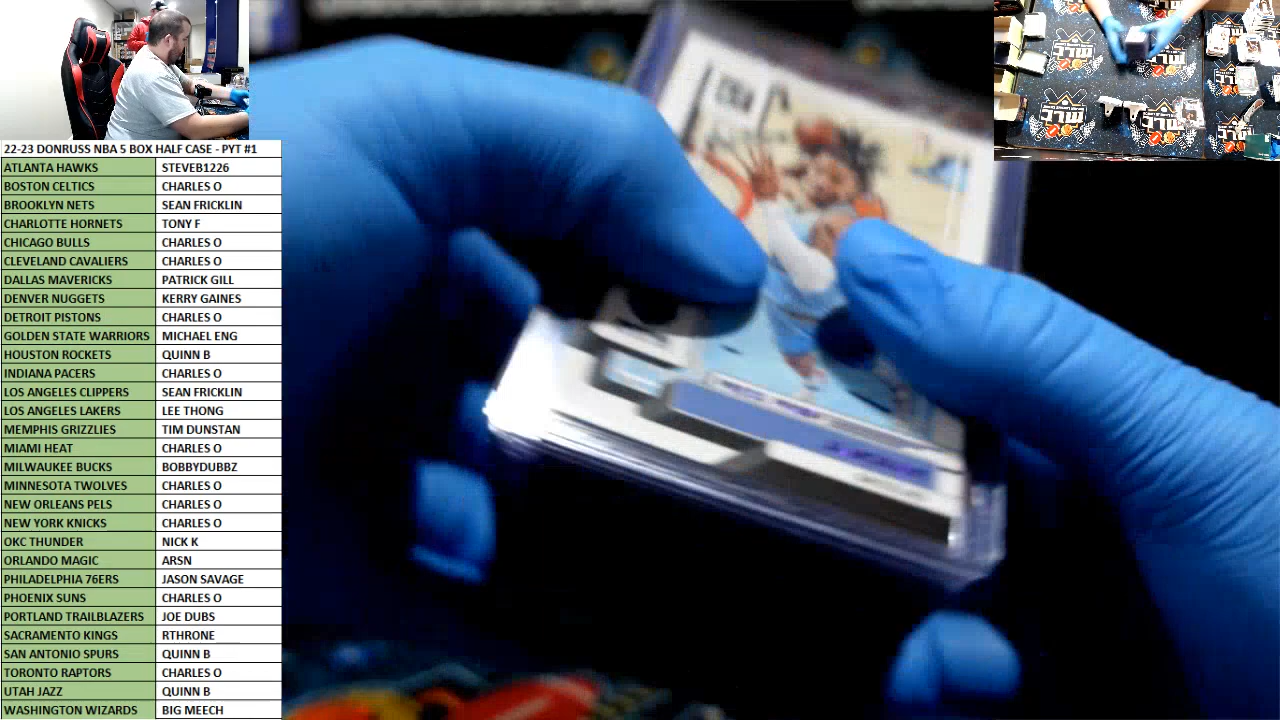 22-23 DONRUSS NBA 5 BOX HALF CASE - PYT #1
ATLANTA HAWKS STEVEB1226
BOSTON CELTICS CHARLES O
BROOKLYN NETS SEAN FRICKLIN
CHARLOTTE HORNETS TONY F
CHICAGO BULLS CHARLES O
CLEVELAND CAVALIERS CHARLES O
DALLAS MAVERICKS PATRICK GILL
DENVER NUGGETS KERRY GAINES
DETROIT PISTONS CHARLES O
GOLDEN STATE WARRIORS MICHAEL ENG
HOUSTON ROCKETS QUINN B
INDIANA PACERS CHARLES O
LOS ANGELES CLIPPERS SEAN FRICKLIN
LOS ANGELES LAKERS LEE THONG
MEMPHIS GRIZZLIES TIM DUNSTAN
MIAMI HEAT CHARLES O
MILWAUKEE BUCKS BOBBYDUBBZ
MINNESOTA TWOLVES CHARLES O
NEW ORLEANS PELS CHARLES O
NEW YORK KNICKS CHARLES O
OKC THUNDER NICK K
ORLANDO MAGIC ARSN
PHILADELPHIA 76ERS JASON SAVAGE
PHOENIX SUNS CHARLES O
PORTLAND TRAILBLAZERS JOE DUBS
SACRAMENTO KINGS RTHRONE
SAN ANTONIO SPURS QUINN B
TORONTO RAPTORS CHARLES O
UTAH JAZZ QUINN B
WASHINGTON WIZARDS BIG MEECH